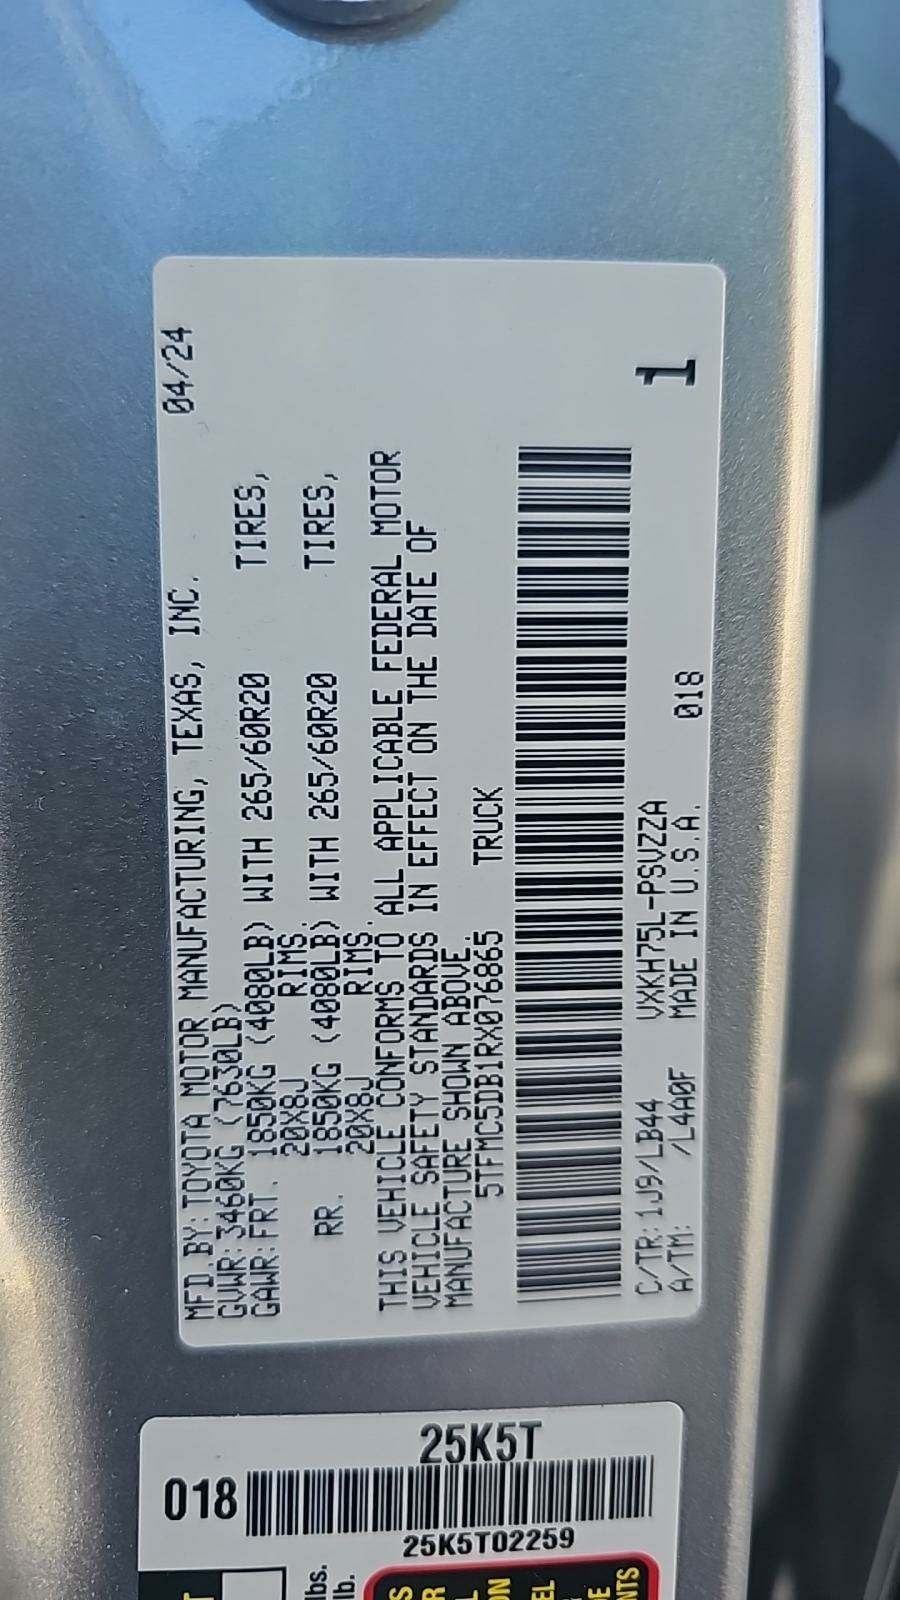 MFD.BY:TOYOTA MOTOR MANUFACTURING, TEXAS, INC. 04/24
GVWR:3460KG (7630LB)
GAWR:FRT. 1850KG (4080LB) WITH 265/60R20 TIRES,
20X8J RIMS.
RR. 1850KG (4080LB) WITH 265/60R20 TIRES,
20X8J RIMS.
THIS VEHICLE CONFORMS TO ALL APPLICABLE FEDERAL MOTOR
VEHICLE SAFETY STANDARDS IN EFFECT ON THE DATE OF
MANUFACTURE SHOWN ABOVE.
5TFMC5DB1RX076865 TRUCK
C/TR:1J9/LB44 VXKH75L-PSVZZA 1
A/TM: /L4A0F MADE IN U.S.A. 018
25K5T
018
25K5T02259
lbs.
lb.